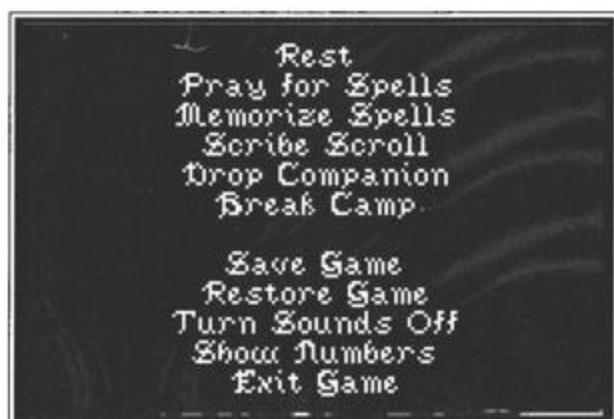 Rest
Pray for Spells
Memorize Spells
Scribe Scroll
Drop Companion
Break Camp
Save Game
Restore Game
Turn Sounds Off
Show Numbers
Exit Game